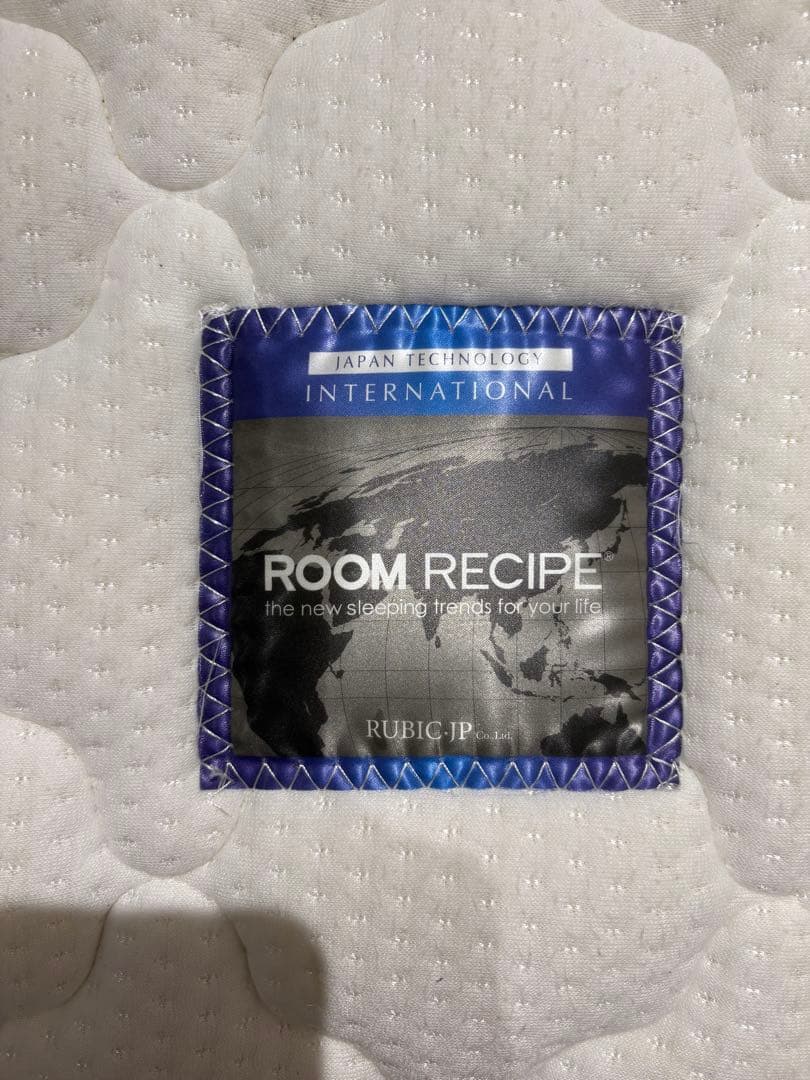 JAPAN TECHNOLOGY
INTERNATIONAL
ROOM RECIPE®
the new sleeping trends for your life
RUBIC·JP Co.,Ltd.